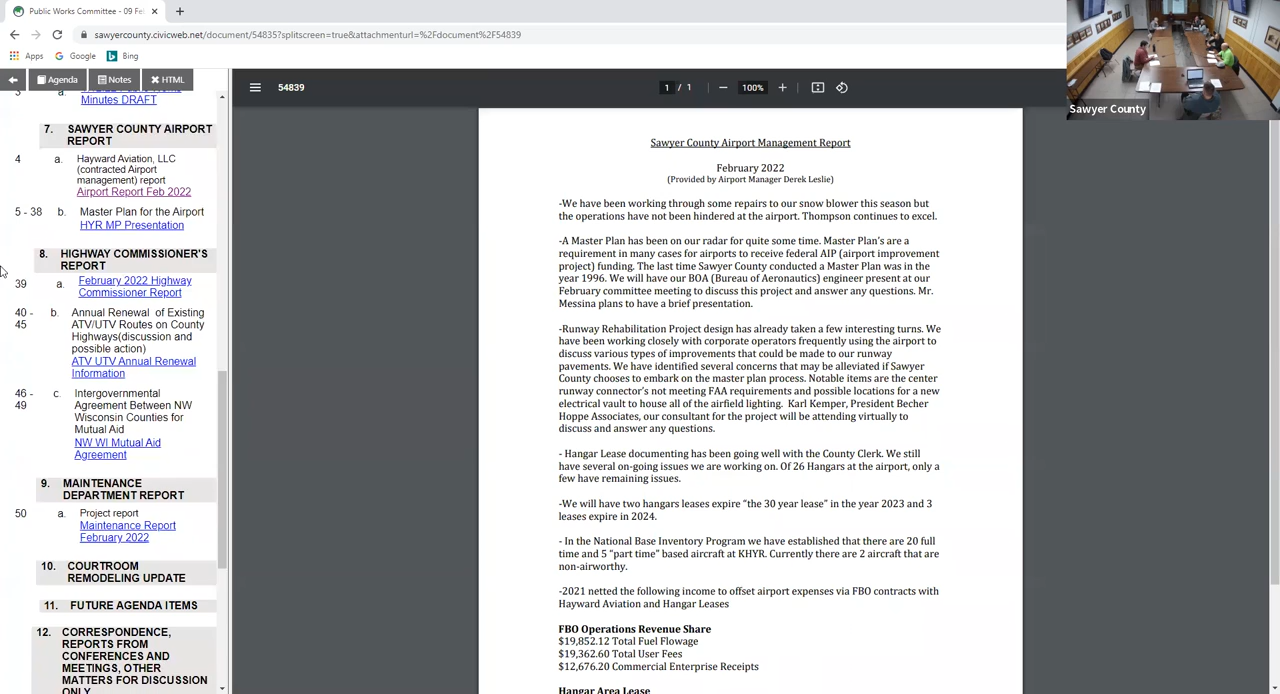 Public Works Committee - 09 Fe
sawyercounty.civicweb.net/document/54835?splitscreen=true&attachmenturl=%2Fdocument%2F54839
Apps Google Bing
Agenda Notes HTML
54839
1 / 1
100%
Sawyer County
a.
Minutes DRAFT
7. SAWYER COUNTY AIRPORT
REPORT
4 a. Hayward Aviation, LLC
(contracted Airport
management) report
Airport Report Feb 2022
5 - 38 b. Master Plan for the Airport
HYR MP Presentation
8. HIGHWAY COMMISSIONER'S
REPORT
39 a. February 2022 Highway
Commissioner Report
40 - 45 b. Annual Renewal of Existing
ATV/UTV Routes on County
Highways(discussion and
possible action)
ATV UTV Annual Renewal
Information
46 - 49 c. Intergovernmental
Agreement Between NW
Wisconsin Counties for
Mutual Aid
NW WI Mutual Aid
Agreement
9. MAINTENANCE
DEPARTMENT REPORT
50 a. Project report
Maintenance Report
February 2022
10. COURTROOM
REMODELING UPDATE
11. FUTURE AGENDA ITEMS
12. CORRESPONDENCE,
REPORTS FROM
CONFERENCES AND
MEETINGS, OTHER
MATTERS FOR DISCUSSION
ONLY
Sawyer County Airport Management Report
February 2022
(Provided by Airport Manager Derek Leslie)
-We have been working through some repairs to our snow blower this season but
the operations have not been hindered at the airport. Thompson continues to excel.
-A Master Plan has been on our radar for quite some time. Master Plan's are a
requirement in many cases for airports to receive federal AIP (airport improvement
project) funding. The last time Sawyer County conducted a Master Plan was in the
year 1996. We will have our BOA (Bureau of Aeronautics) engineer present at our
February committee meeting to discuss this project and answer any questions. Mr.
Messina plans to have a brief presentation.
-Runway Rehabilitation Project design has already taken a few interesting turns. We
have been working closely with corporate operators frequently using the airport to
discuss various types of improvements that could be made to our runway
pavements. We have identified several concerns that may be alleviated if Sawyer
County chooses to embark on the master plan process. Notable items are the center
runway connector's not meeting FAA requirements and possible locations for a new
electrical vault to house all of the airfield lighting. Karl Kemper, President Becher
Hoppe Associates, our consultant for the project will be attending virtually to
discuss and answer any questions.
- Hangar Lease documenting has been going well with the County Clerk. We still
have several on-going issues we are working on. Of 26 Hangars at the airport, only a
few have remaining issues.
-We will have two hangars leases expire "the 30 year lease" in the year 2023 and 3
leases expire in 2024.
- In the National Base Inventory Program we have established that there are 20 full
time and 5 "part time" based aircraft at KHYR. Currently there are 2 aircraft that are
non-airworthy.
-2021 netted the following income to offset airport expenses via FBO contracts with
Hayward Aviation and Hangar Leases
FBO Operations Revenue Share
$19,852.12 Total Fuel Flowage
$19,362.60 Total User Fees
$12,676.20 Commercial Enterprise Receipts
Hangar Area Lease